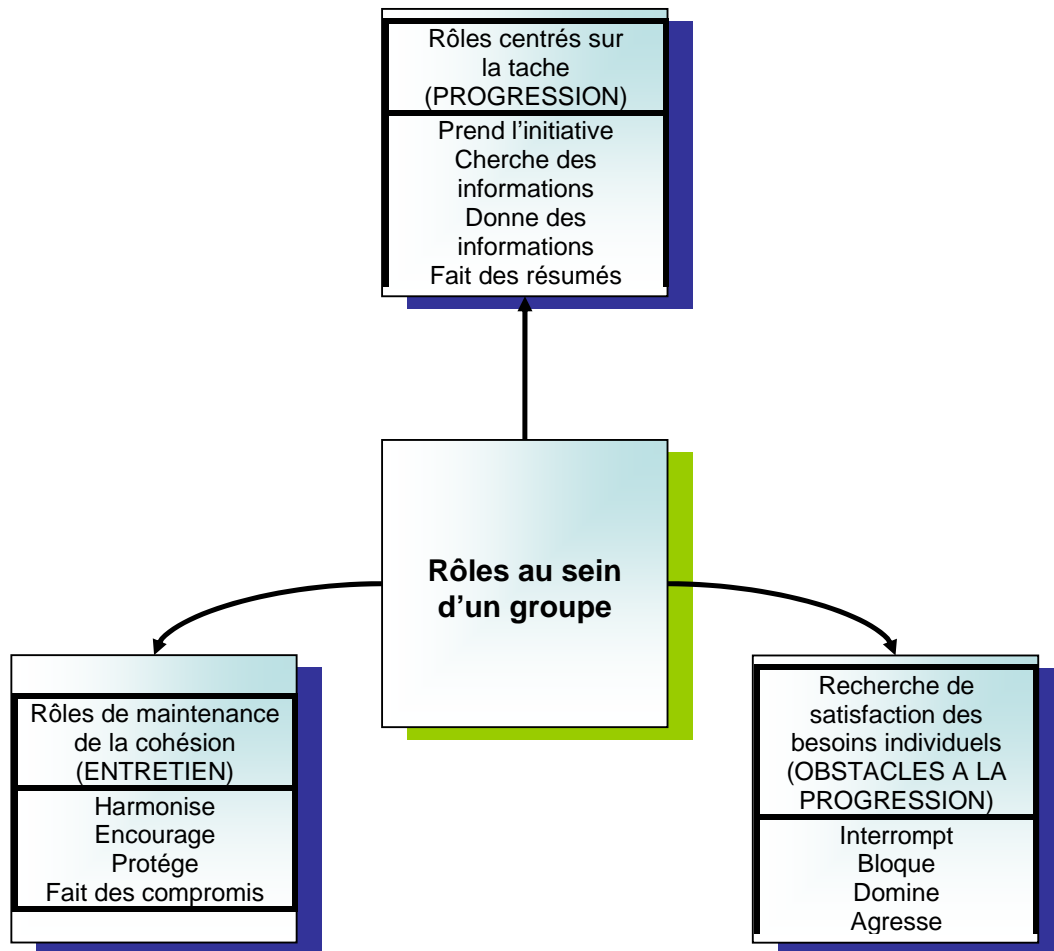 Rôles centrés sur
la tache
(PROGRESSION)
Prend l'initiative
Cherche des
informations
Donne des
informations
Fait des résumés
Rôles au sein
d'un groupe
Rôles de maintenance
de la cohésion
(ENTRETIEN)
Harmonise
Encourage
Protége
Fait des compromis
Recherche de
satisfaction des
besoins individuels
(OBSTACLES A LA
PROGRESSION)
Interrompt
Bloque
Domine
Agresse